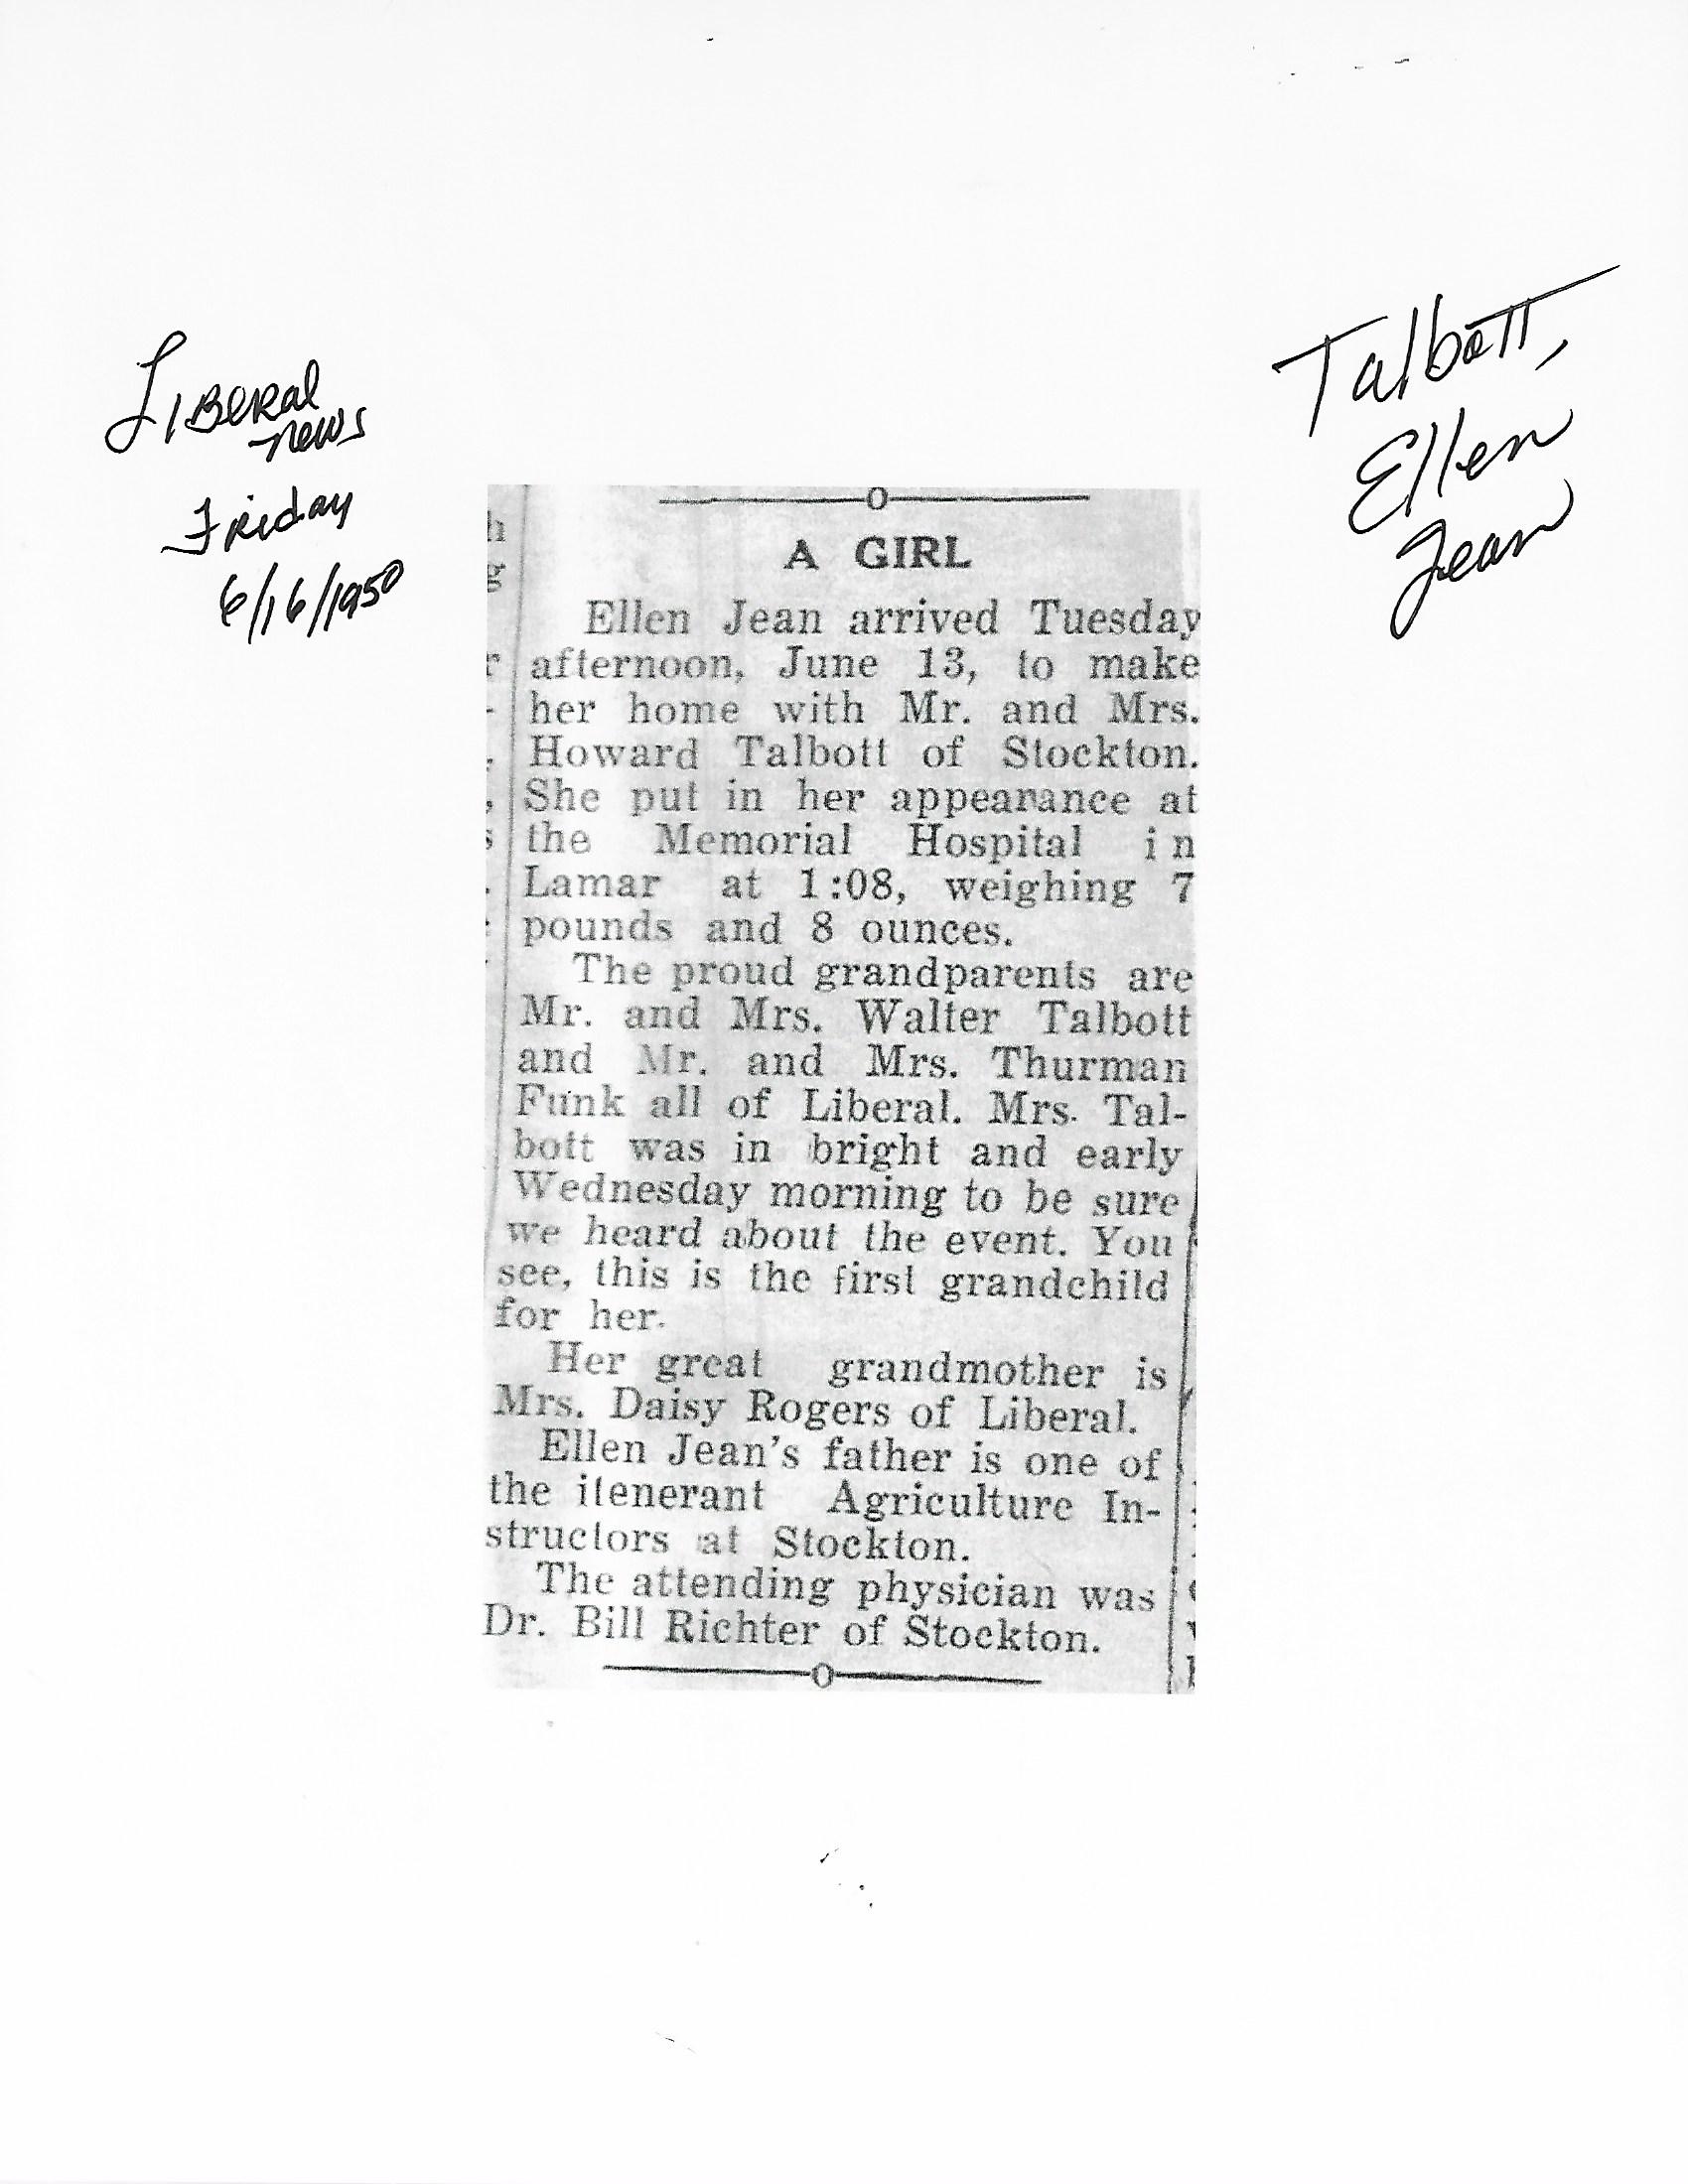 Liberal
News
Friday
6/16/1950
Talbott,
Ellen
Jean
A GIRL
Ellen Jean arrived Tuesday
afternoon, June 13, to make
her home with Mr. and Mrs.
Howard Talbott of Stockton.
She put in her appearance at
the Memorial Hospital in
Lamar at 1:08, weighing 7
pounds and 8 ounces.
The proud grandparents are
Mr. and Mrs. Walter Talbott
and Mr. and Mrs. Thurman
Funk all of Liberal. Mrs. Tal-
bott was in bright and early
Wednesday morning to be sure
we heard about the event. You
see, this is the first grandchild
for her.
Her great grandmother is
Mrs. Daisy Rogers of Liberal.
Ellen Jean's father is one of
the itenerant Agriculture In-
structors at Stockton.
The attending physician was
Dr. Bill Richter of Stockton.